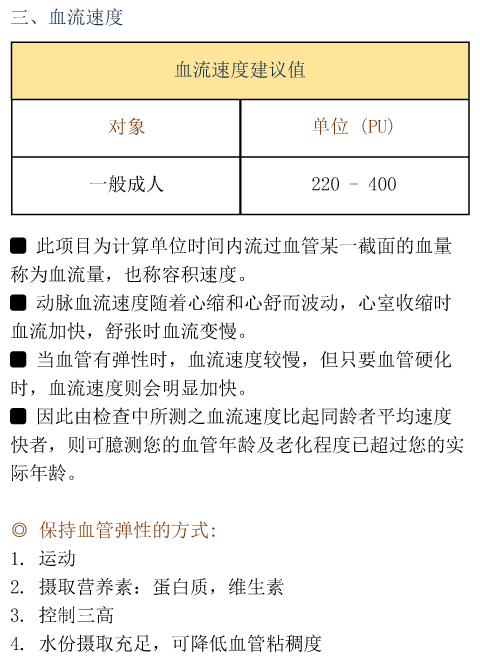 三、血流速度
血流速度建议值
对象
单位 (PU)
一般成人
220 - 400
■ 此项目为计算单位时间内流过血管某一截面的血量
称为血流量，也称容积速度。
■ 动脉血流速度随着心缩和心舒而波动，心室收缩时
血流加快，舒张时血流变慢。
■ 当血管有弹性时，血流速度较慢，但只要血管硬化
时，血流速度则会明显加快。
■ 因此由检查中所测之血流速度比起同龄者平均速度
快者，则可臆测您的血管年龄及老化程度已超过您的实
际年龄。
◎ 保持血管弹性的方式:
1. 运动
2. 摄取营养素：蛋白质，维生素
3. 控制三高
4. 水份摄取充足，可降低血管粘稠度